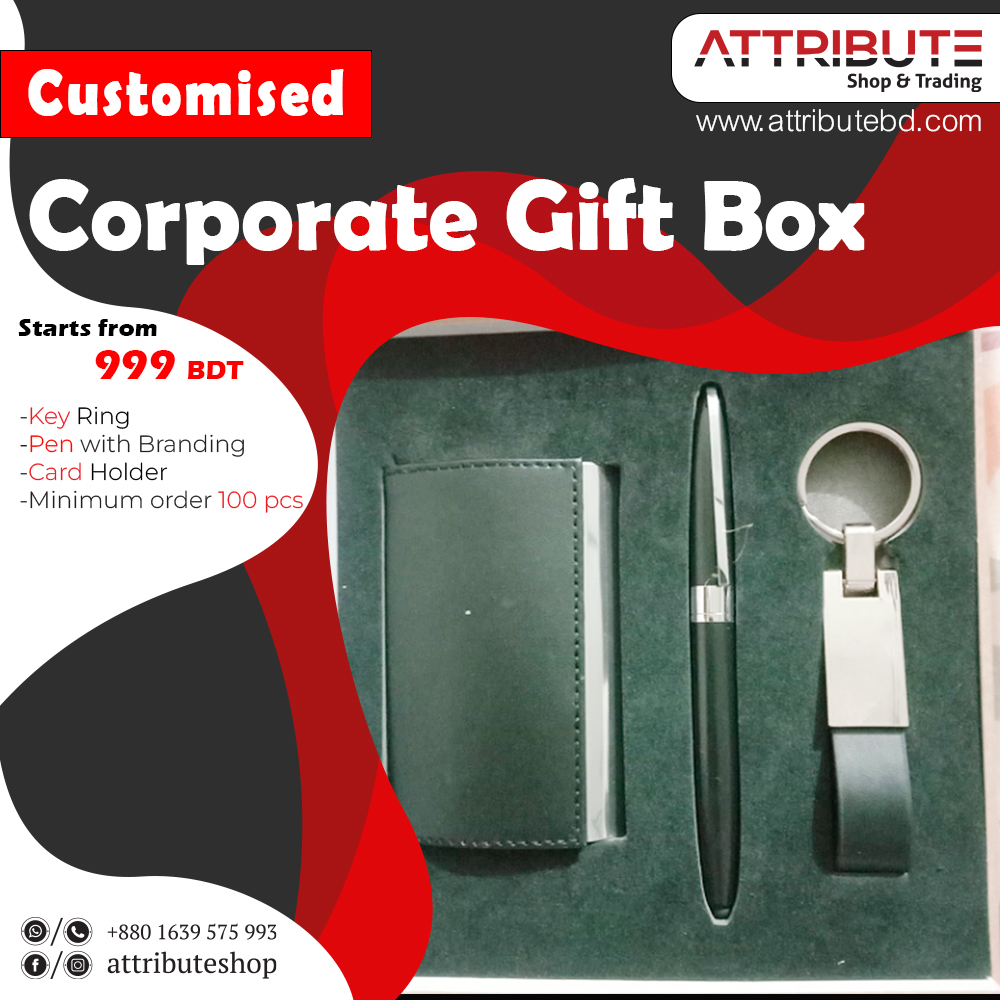 ATTRIBUTE
Shop & Trading
www.attributebd.com
Customised
Corporate Gift Box
Starts from
999 BDT
-Key Ring
-Pen with Branding
-Card Holder
-Minimum order 100 pcs
+880 1639 575 993
attributeshop